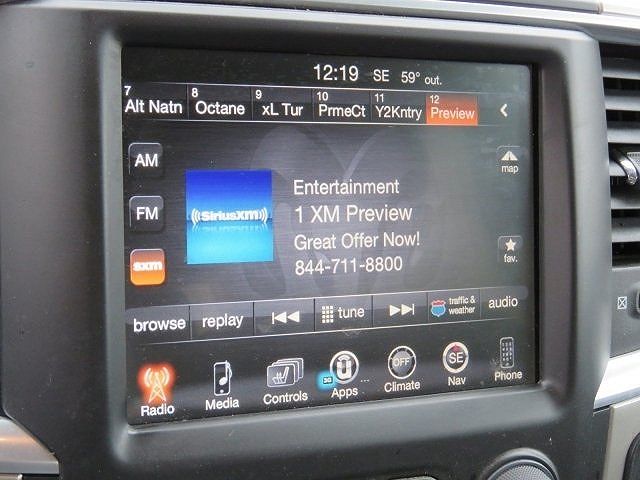 12:19 SE 59° out.
7 8 9 10 11 12
Alt Natn Octane xL Tur PrmeCt Y2Kntry Preview
AM
map
FM
((SiriusXM))
Entertainment
1 XM Preview
Great Offer Now!
844-711-8800
fav.
sxm
browse replay tune traffic & weather audio
3G OFF SE
Radio Media Controls Apps Climate Nav Phone